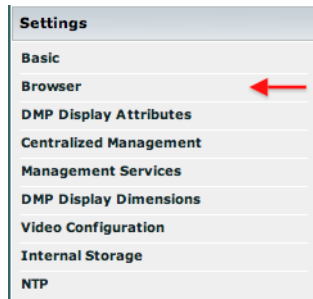 Settings
Basic
Browser
DMP Display Attributes
Centralized Management
Management Services
DMP Display Dimensions
Video Configuration
Internal Storage
NTP